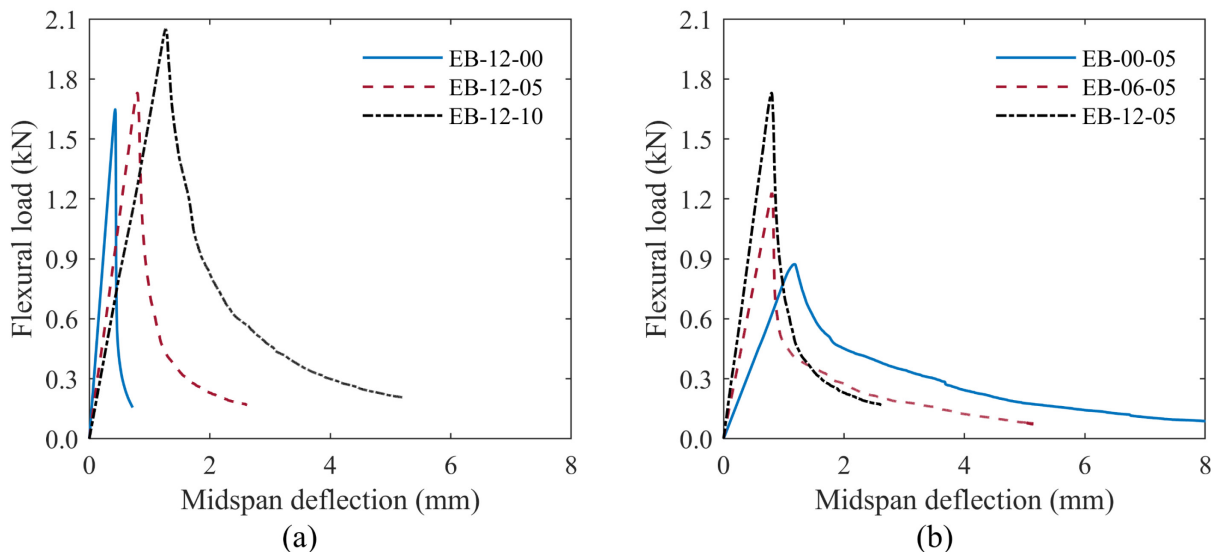 2.1
1.8
1.5
1.2
0.9
0.6
0.3
0.0
Flexural load (kN)
EB-12-00
EB-12-05
EB-12-10
0 2 4 6 8
Midspan deflection (mm)
(a)
2.1
1.8
1.5
1.2
0.9
0.6
0.3
0.0
Flexural load (kN)
EB-00-05
EB-06-05
EB-12-05
0 2 4 6 8
Midspan deflection (mm)
(b)